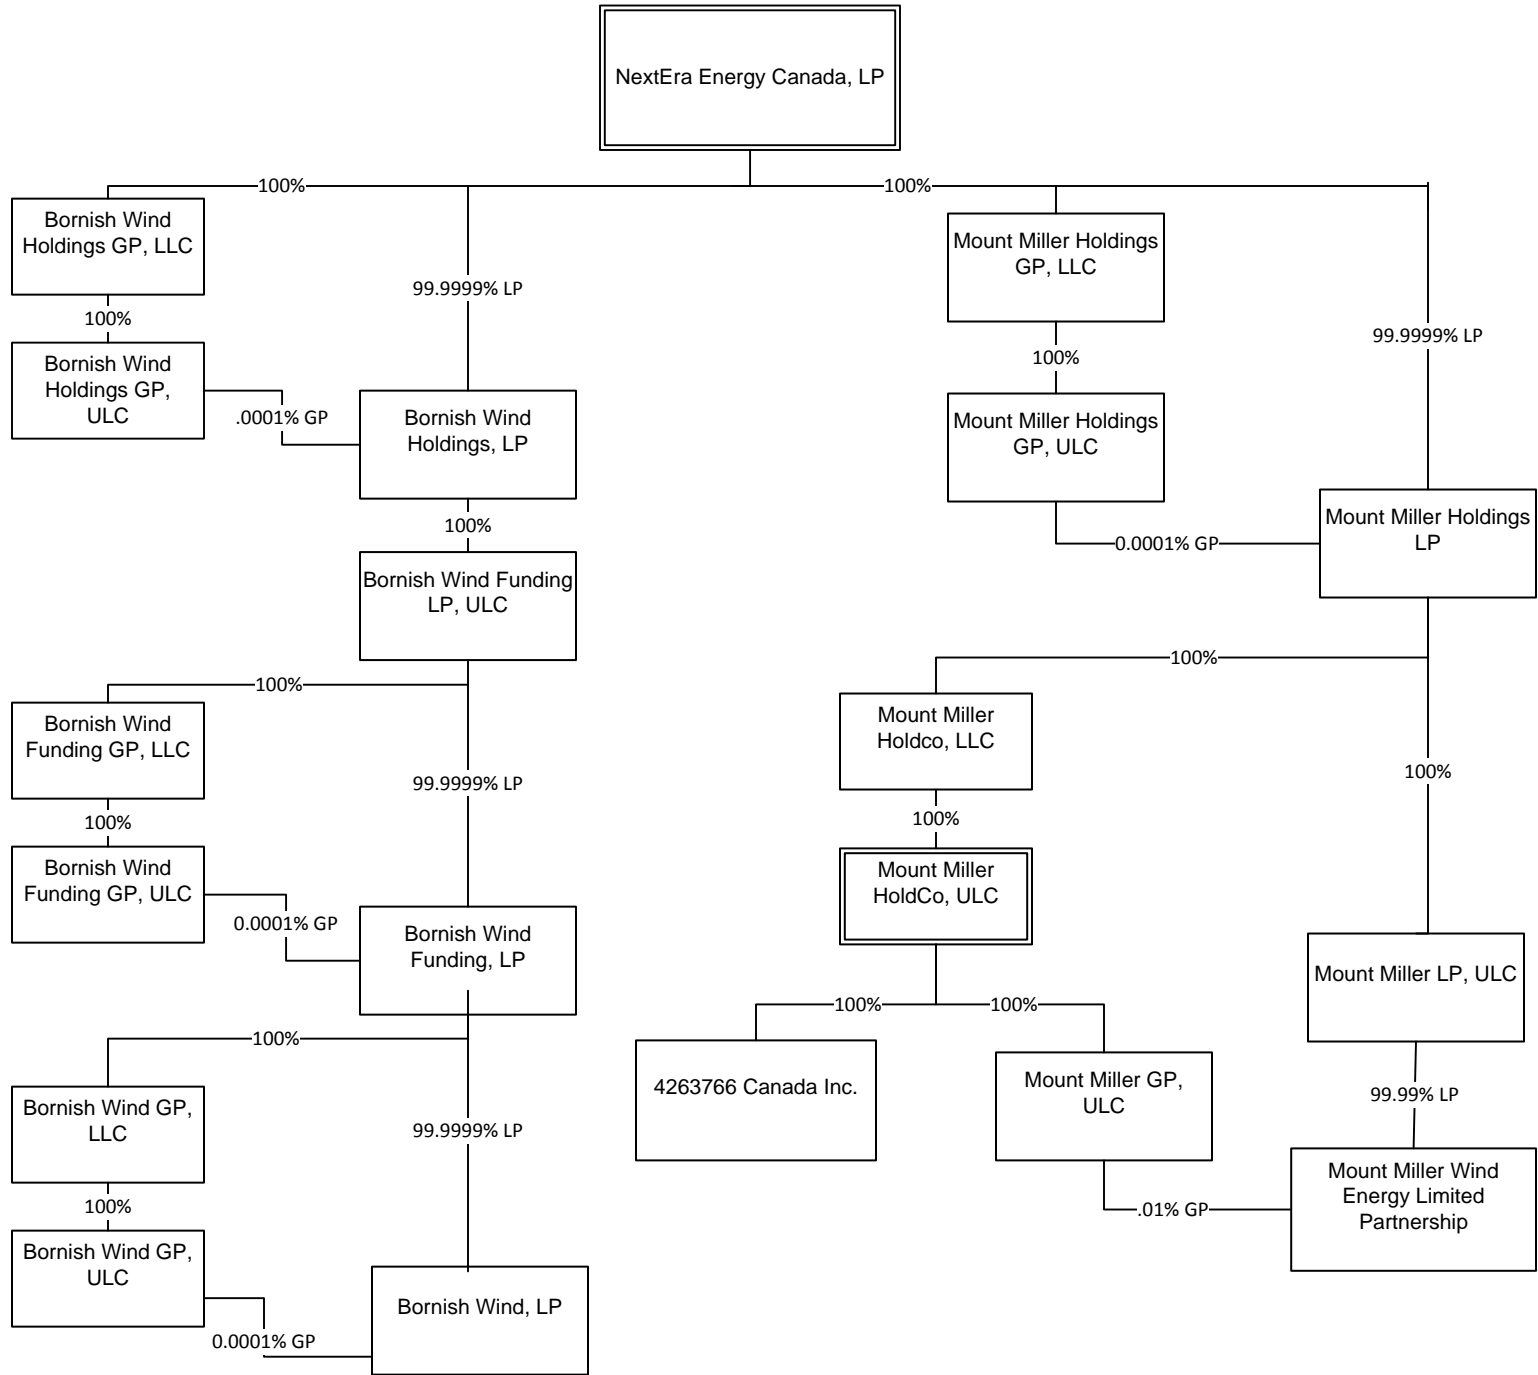 NextEra Energy Canada, LP
100%
100%
Bornish Wind
Holdings GP, LLC
Mount Miller Holdings
GP, LLC
99.9999% LP
100%
99.9999% LP
100%
Bornish Wind
Holdings GP,
ULC
.0001% GP
Bornish Wind
Holdings, LP
Mount Miller Holdings
GP, ULC
100%
Mount Miller Holdings
LP
0.0001% GP
Bornish Wind Funding
LP, ULC
100%
100%
Bornish Wind
Funding GP, LLC
Mount Miller
Holdco, LLC
99.9999% LP
100%
100%
100%
Bornish Wind
Funding GP, ULC
Mount Miller
HoldCo, ULC
0.0001% GP
Bornish Wind
Funding, LP
Mount Miller LP, ULC
100%
100%
100%
4263766 Canada Inc.
Mount Miller GP,
ULC
99.99% LP
Bornish Wind GP,
LLC
99.9999% LP
100%
.01% GP
Mount Miller Wind
Energy Limited
Partnership
Bornish Wind GP,
ULC
Bornish Wind, LP
0.0001% GP